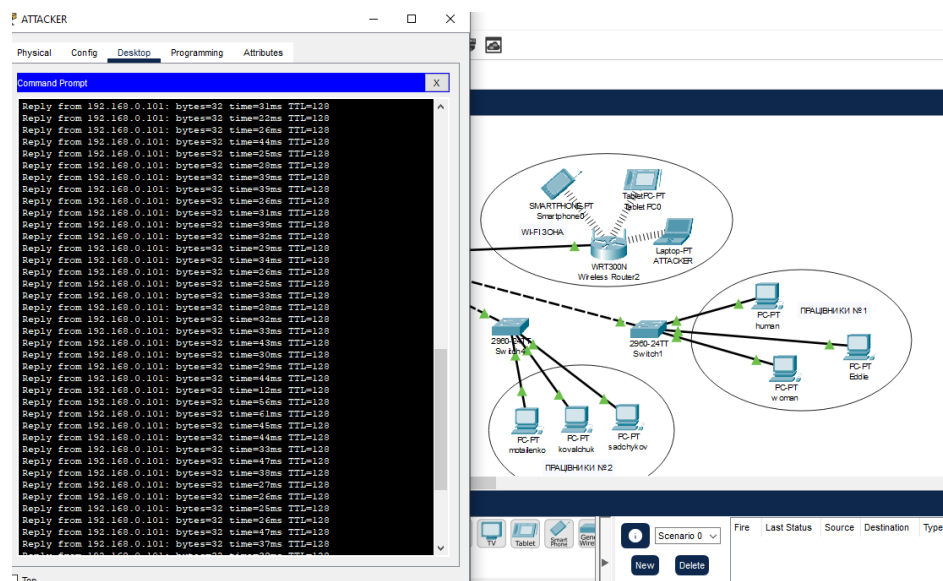 ATTACKER
Physical Config Desktop Programming Attributes
Command Prompt X
Reply from 192.168.0.101: bytes=32 time=31ms TTL=128
Reply from 192.168.0.101: bytes=32 time=22ms TTL=128
Reply from 192.168.0.101: bytes=32 time=26ms TTL=128
Reply from 192.168.0.101: bytes=32 time=44ms TTL=128
Reply from 192.168.0.101: bytes=32 time=25ms TTL=128
Reply from 192.168.0.101: bytes=32 time=28ms TTL=128
Reply from 192.168.0.101: bytes=32 time=39ms TTL=128
Reply from 192.168.0.101: bytes=32 time=39ms TTL=128
Reply from 192.168.0.101: bytes=32 time=26ms TTL=128
Reply from 192.168.0.101: bytes=32 time=31ms TTL=128
Reply from 192.168.0.101: bytes=32 time=39ms TTL=128
Reply from 192.168.0.101: bytes=32 time=32ms TTL=128
Reply from 192.168.0.101: bytes=32 time=29ms TTL=128
Reply from 192.168.0.101: bytes=32 time=34ms TTL=128
Reply from 192.168.0.101: bytes=32 time=26ms TTL=128
Reply from 192.168.0.101: bytes=32 time=25ms TTL=128
Reply from 192.168.0.101: bytes=32 time=33ms TTL=128
Reply from 192.168.0.101: bytes=32 time=28ms TTL=128
Reply from 192.168.0.101: bytes=32 time=32ms TTL=128
Reply from 192.168.0.101: bytes=32 time=33ms TTL=128
Reply from 192.168.0.101: bytes=32 time=43ms TTL=128
Reply from 192.168.0.101: bytes=32 time=30ms TTL=128
Reply from 192.168.0.101: bytes=32 time=29ms TTL=128
Reply from 192.168.0.101: bytes=32 time=44ms TTL=128
Reply from 192.168.0.101: bytes=32 time=12ms TTL=128
Reply from 192.168.0.101: bytes=32 time=56ms TTL=128
Reply from 192.168.0.101: bytes=32 time=61ms TTL=128
Reply from 192.168.0.101: bytes=32 time=45ms TTL=128
Reply from 192.168.0.101: bytes=32 time=44ms TTL=128
Reply from 192.168.0.101: bytes=32 time=33ms TTL=128
Reply from 192.168.0.101: bytes=32 time=47ms TTL=128
Reply from 192.168.0.101: bytes=32 time=38ms TTL=128
Reply from 192.168.0.101: bytes=32 time=27ms TTL=128
Reply from 192.168.0.101: bytes=32 time=26ms TTL=128
Reply from 192.168.0.101: bytes=32 time=25ms TTL=128
Reply from 192.168.0.101: bytes=32 time=26ms TTL=128
Reply from 192.168.0.101: bytes=32 time=47ms TTL=128
Reply from 192.168.0.101: bytes=32 time=37ms TTL=128
Top
SMARTPHONE-PT
Smartphone0
TabletPC-PT
Tablet PC0
WI-FI ЗОНА
WRT300N
Wireless Router2
Laptop-PT
ATTACKER
2960-24TT
Switch1
PC-PT
human
ПРАЦІВНИКИ №1
PC-PT
Eddie
PC-PT
woman
2960-24TT
PC-PT
motailenko
PC-PT
kovalchuk
PC-PT
sadchykov
ПРАЦІВНИКИ №2
TV
Tablet
Smart Phone
Scenario 0
New Delete
Fire Last Status Source Destination Type